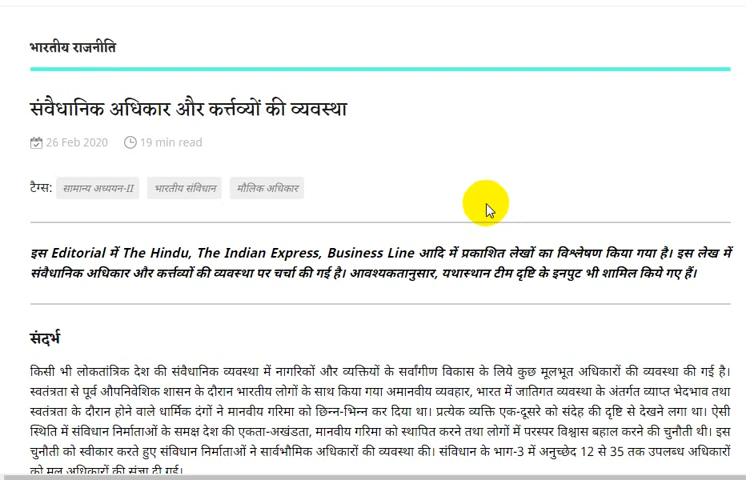 भारतीय राजनीति
संवैधानिक अधिकार और कर्त्तव्यों की व्यवस्था
26 Feb 2020 19 min read
टैग्स: सामान्य अध्ययन-II भारतीय संविधान मौलिक अधिकार
इस Editorial में The Hindu, The Indian Express, Business Line आदि में प्रकाशित लेखों का विश्लेषण किया गया है। इस लेख में
संवैधानिक अधिकार और कर्त्तव्यों की व्यवस्था पर चर्चा की गई है। आवश्यकतानुसार, यथास्थान टीम दृष्टि के इनपुट भी शामिल किये गए हैं।
संदर्भ
किसी भी लोकतांत्रिक देश की संवैधानिक व्यवस्था में नागरिकों और व्यक्तियों के सर्वांगीण विकास के लिये कुछ मूलभूत अधिकारों की व्यवस्था की गई है।
स्वतंत्रता से पूर्व औपनिवेशिक शासन के दौरान भारतीय लोगों के साथ किया गया अमानवीय व्यवहार, भारत में जातिगत व्यवस्था के अंतर्गत व्याप्त भेदभाव तथा
स्वतंत्रता के दौरान होने वाले धार्मिक दंगों ने मानवीय गरिमा को छिन्न-भिन्न कर दिया था। प्रत्येक व्यक्ति एक-दूसरे को संदेह की दृष्टि से देखने लगा था। ऐसी
स्थिति में संविधान निर्माताओं के समक्ष देश की एकता-अखंडता, मानवीय गरिमा को स्थापित करने तथा लोगों में परस्पर विश्वास बहाल करने की चुनौती थी। इस
चुनौती को स्वीकार करते हुए संविधान निर्माताओं ने सार्वभौमिक अधिकारों की व्यवस्था की। संविधान के भाग-3 में अनुच्छेद 12 से 35 तक उपलब्ध अधिकारों
को मूल अधिकारों की संज्ञा दी गई।